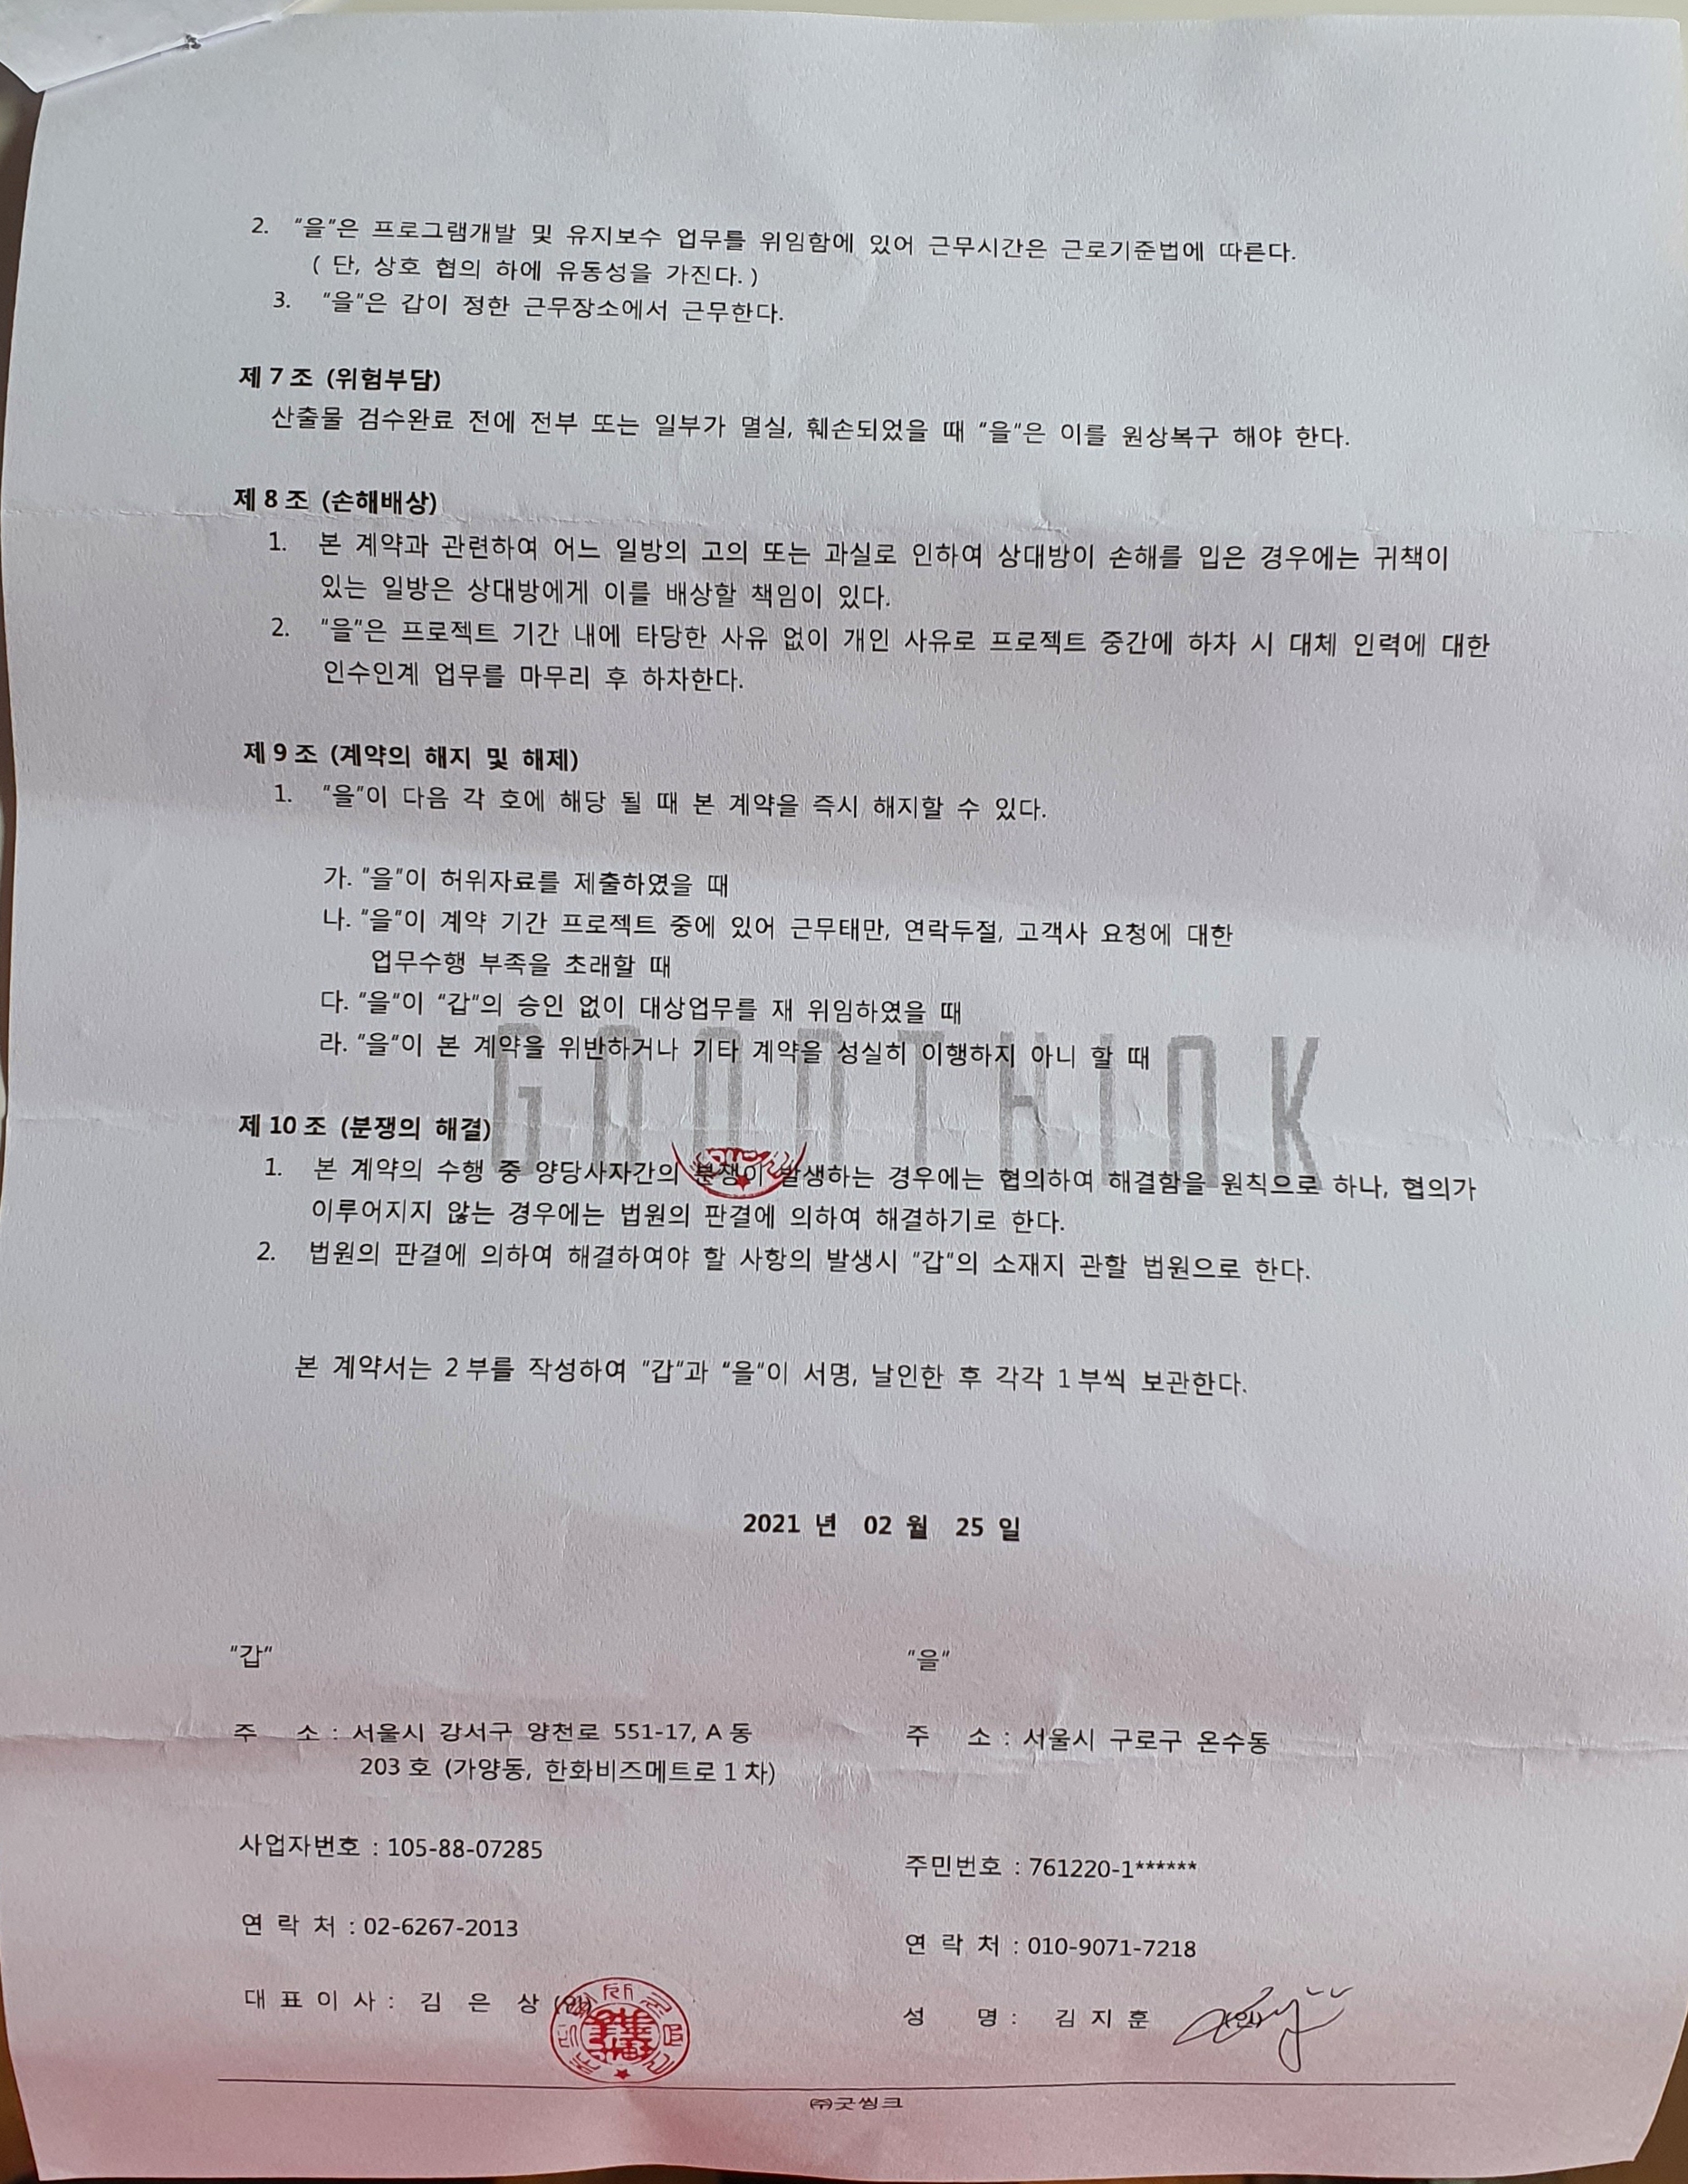 2. "을"은 프로그램개발 및 유지보수 업무를 위임함에 있어 근무시간은 근로기준법에 따른다.
( 단, 상호 협의 하에 유동성을 가진다. )
3. "을"은 갑이 정한 근무장소에서 근무한다.
제 7 조 (위험부담)
산출물 검수완료 전에 전부 또는 일부가 멸실, 훼손되었을 때 "을"은 이를 원상복구 해야 한다.
제 8 조 (손해배상)
1. 본 계약과 관련하여 어느 일방의 고의 또는 과실로 인하여 상대방이 손해를 입은 경우에는 귀책이
있는 일방은 상대방에게 이를 배상할 책임이 있다.
2. "을"은 프로젝트 기간 내에 타당한 사유 없이 개인 사유로 프로젝트 중간에 하차 시 대체 인력에 대한
인수인계 업무를 마무리 후 하차한다.
제 9 조 (계약의 해지 및 해제)
1. "을"이 다음 각 호에 해당 될 때 본 계약을 즉시 해지할 수 있다.
가. "을"이 허위자료를 제출하였을 때
나. "을"이 계약 기간 프로젝트 중에 있어 근무태만, 연락두절, 고객사 요청에 대한
업무수행 부족을 초래할 때
다. "을"이 "갑"의 승인 없이 대상업무를 재 위임하였을 때
라. "을"이 본 계약을 위반하거나 기타 계약을 성실히 이행하지 아니 할 때
GOODTHINK
제 10 조 (분쟁의 해결)
1. 본 계약의 수행 중 양당사자간의 분쟁이 발생하는 경우에는 협의하여 해결함을 원칙으로 하나, 협의가
이루어지지 않는 경우에는 법원의 판결에 의하여 해결하기로 한다.
2. 법원의 판결에 의하여 해결하여야 할 사항의 발생시 "갑"의 소재지 관할 법원으로 한다.
본 계약서는 2 부를 작성하여 "갑"과 "을"이 서명, 날인한 후 각각 1 부씩 보관한다.
2021 년 02 월 25 일
"갑"
"을"
주 소 : 서울시 강서구 양천로 551-17, A 동
203 호 (가양동, 한화비즈메트로 1 차)
주 소 : 서울시 구로구 온수동
사업자번호 : 105-88-07285
주민번호 : 761220-1******
연 락 처 : 02-6267-2013
연 락 처 : 010-9071-7218
대 표 이 사 : 김 은 상 (인)
성 명 : 김 지 훈 (인)
㈜굿씽크